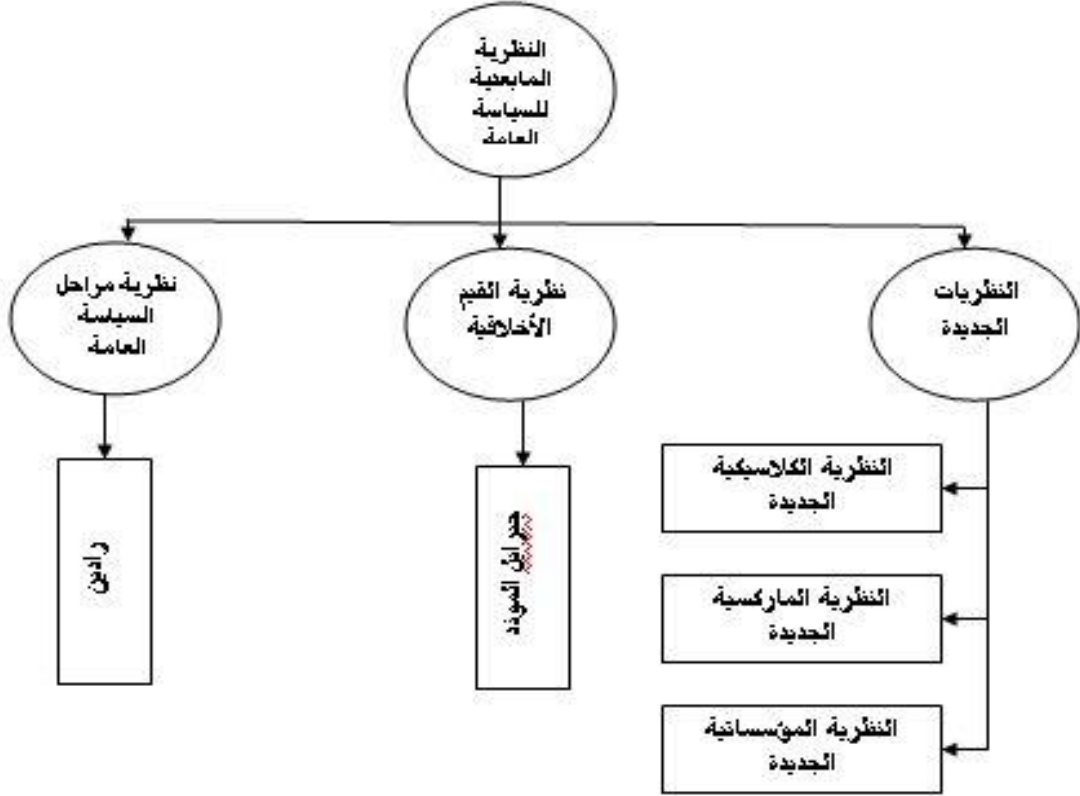 النظرية
المابعدية
للسياسة
العامة
النظريات
الجديدة
نظرية القيم
الأخلاقية
نظرية مراحل
السياسة
العامة
النظرية الكلاسيكية
الجديدة
النظرية الماركسية
الجديدة
النظرية المؤسساتية
الجديدة
جبرايل الموند
رادين